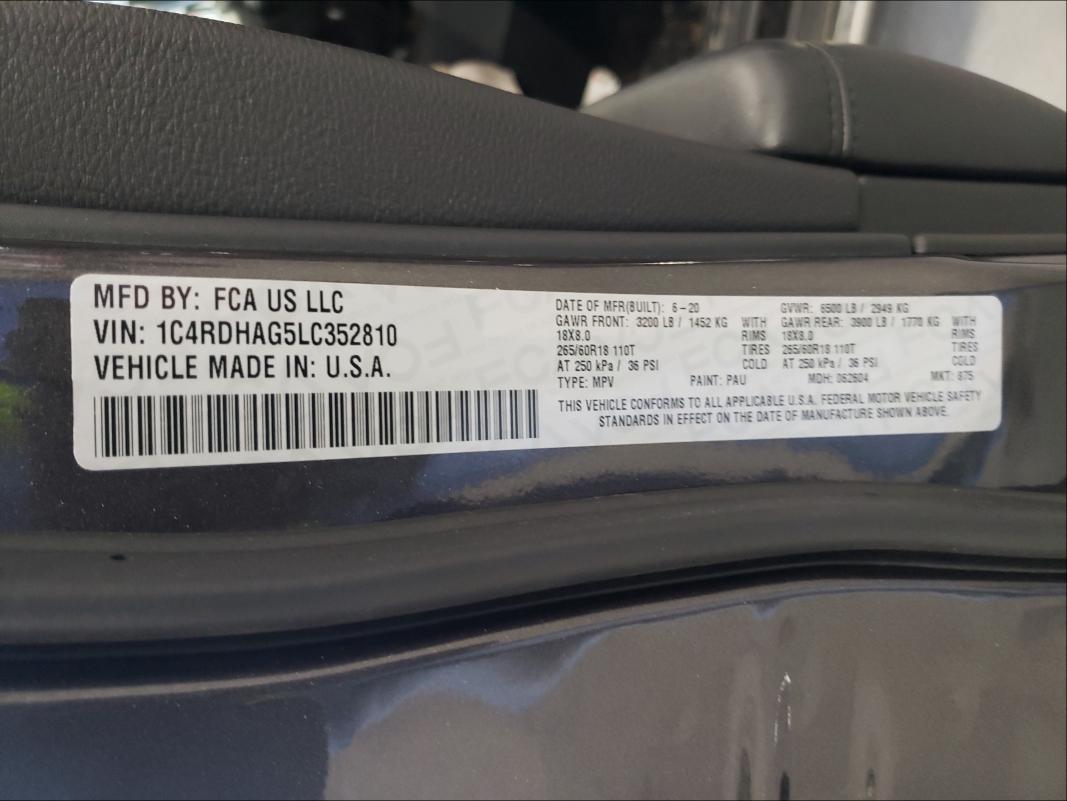 MFD BY: FCA US LLC
VIN: 1C4RDHAG5LC352810
VEHICLE MADE IN: U.S.A.
DATE OF MFR(BUILT): 6-20 GVWR: 6500 LB / 2949 KG
GAWR FRONT: 3200 LB / 1452 KG WITH GAWR REAR: 3900 LB / 1770 KG WITH
18X8.0 RIMS 18X8.0 RIMS
265/60R18 110T TIRES 265/60R18 110T TIRES
AT 250 kPa / 36 PSI COLD AT 250 kPa / 36 PSI COLD
TYPE: MPV PAINT: PAU MDH: 062604 MKT: 875
THIS VEHICLE CONFORMS TO ALL APPLICABLE U.S.A. FEDERAL MOTOR VEHICLE SAFETY
STANDARDS IN EFFECT ON THE DATE OF MANUFACTURE SHOWN ABOVE.